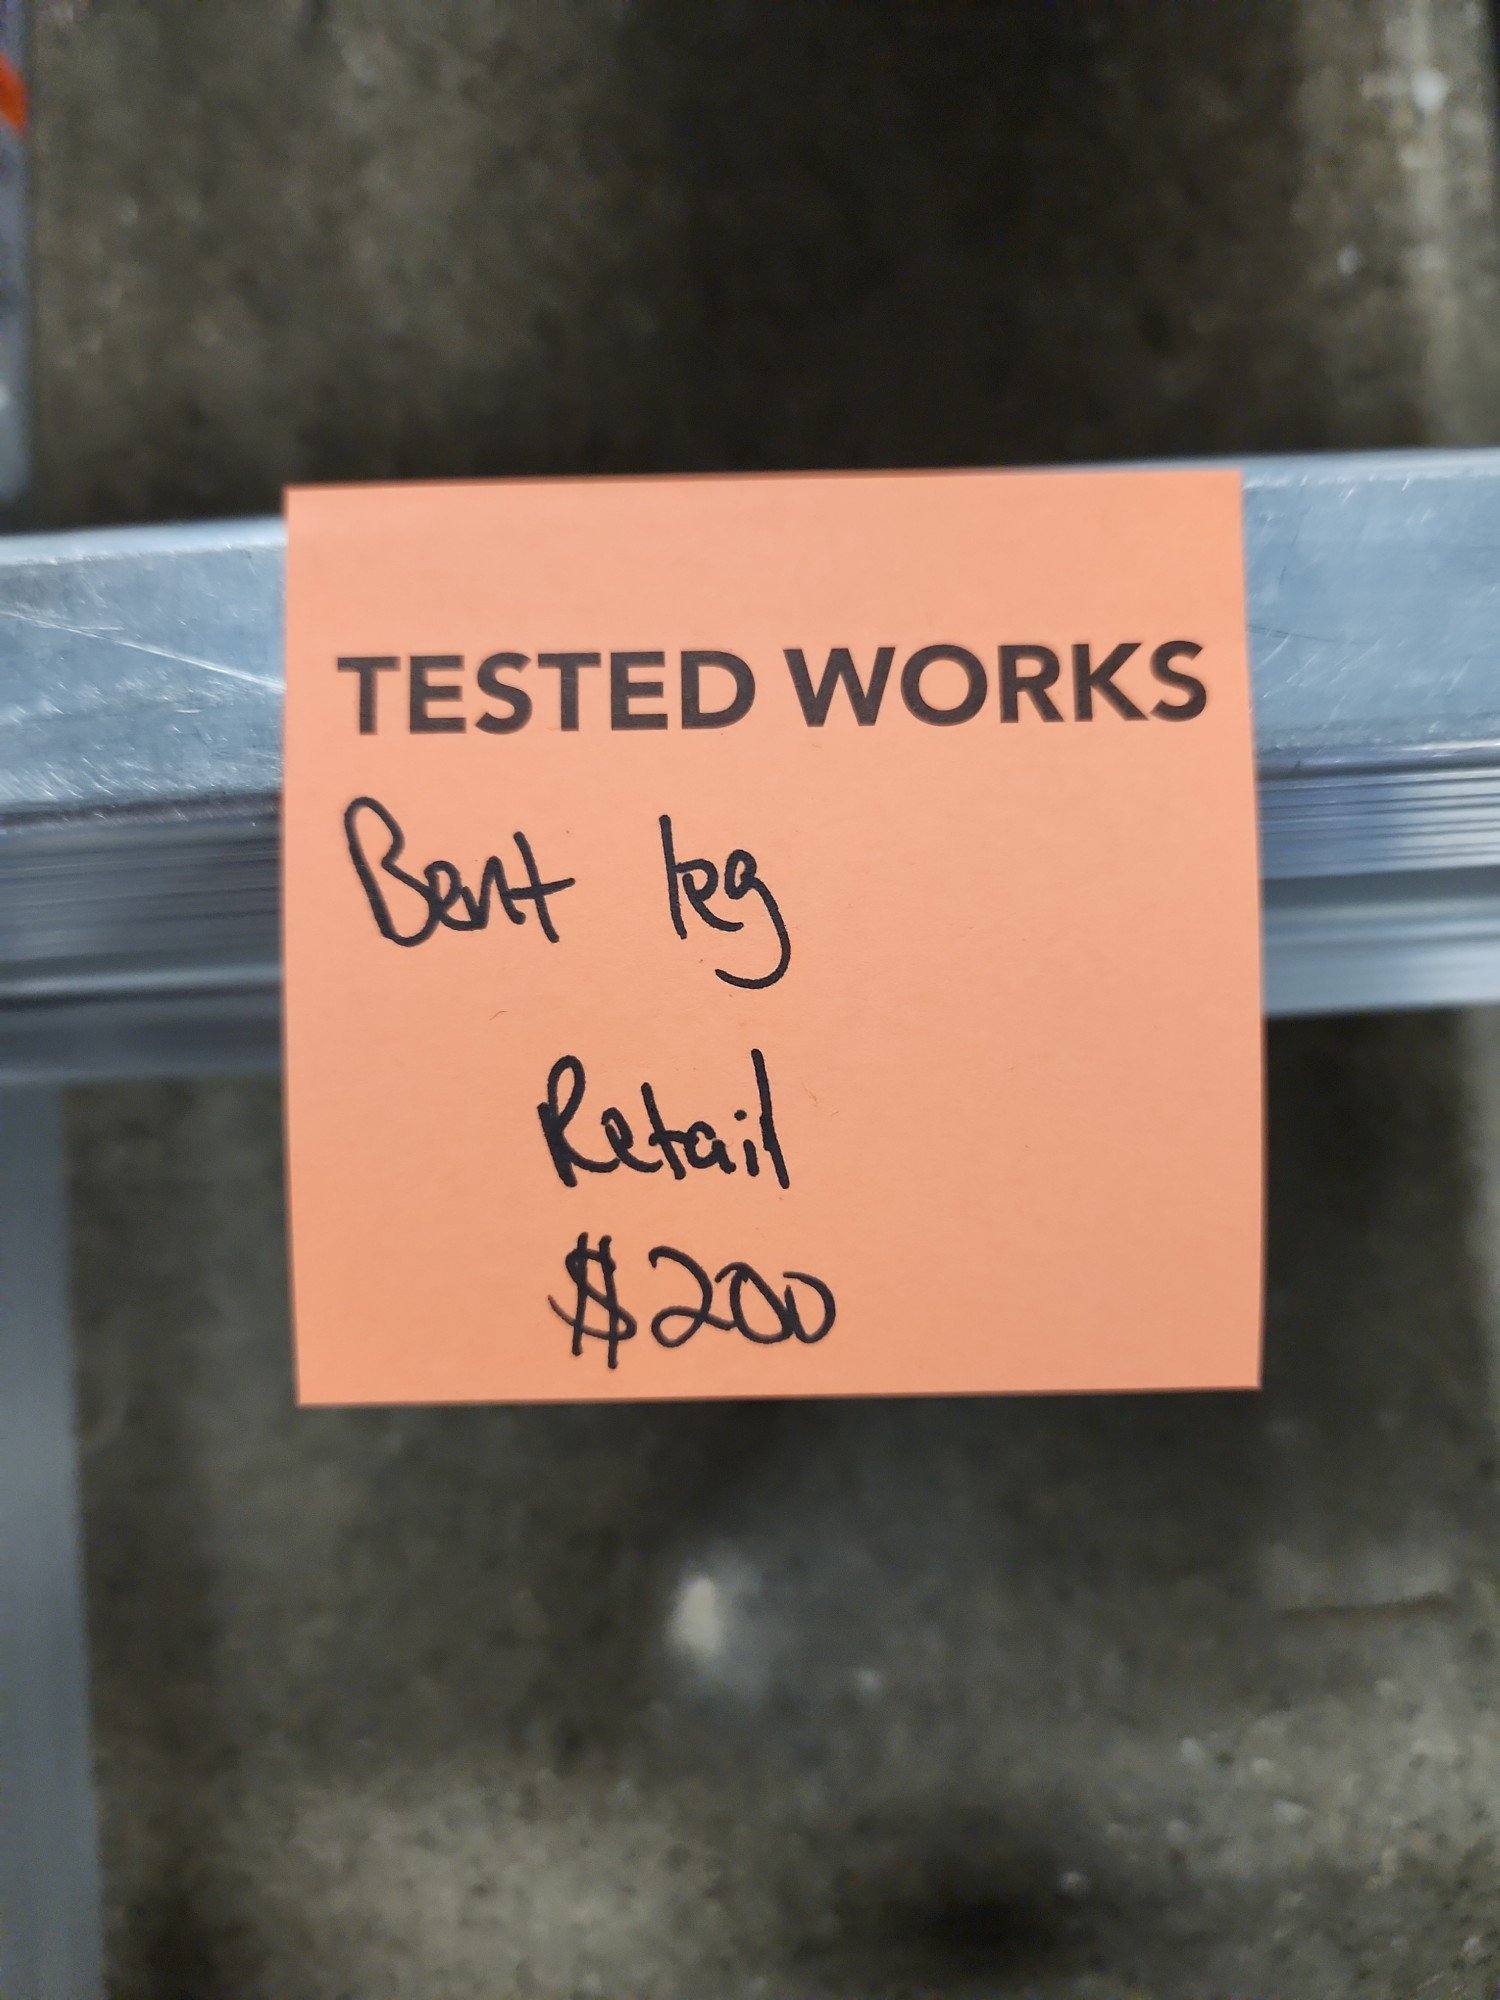 TESTED WORKS
Bent leg
Retail
$200